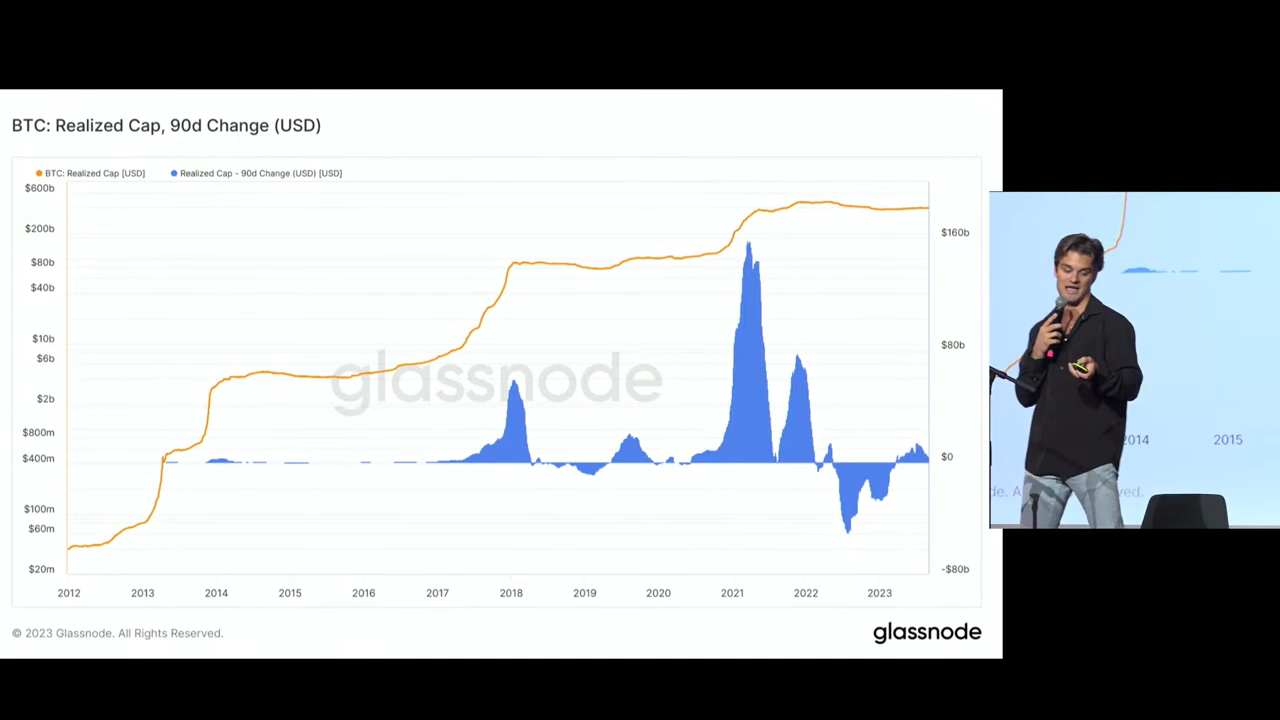 BTC: Realized Cap, 90d Change (USD)
BTC: Realized Cap [USD]
Realized Cap - 90d Change (USD) [USD]
$600b
$200b
$80b
$40b
$10b
$6b
$2b
$800m
$400m
$100m
$60m
$20m
$160b
$80b
$0
-$80b
glassnode
2012 2013 2014 2015 2016 2017 2018 2019 2020 2021 2022 2023
© 2023 Glassnode. All Rights Reserved.
glassnode
2014 2015
de. A
ved.